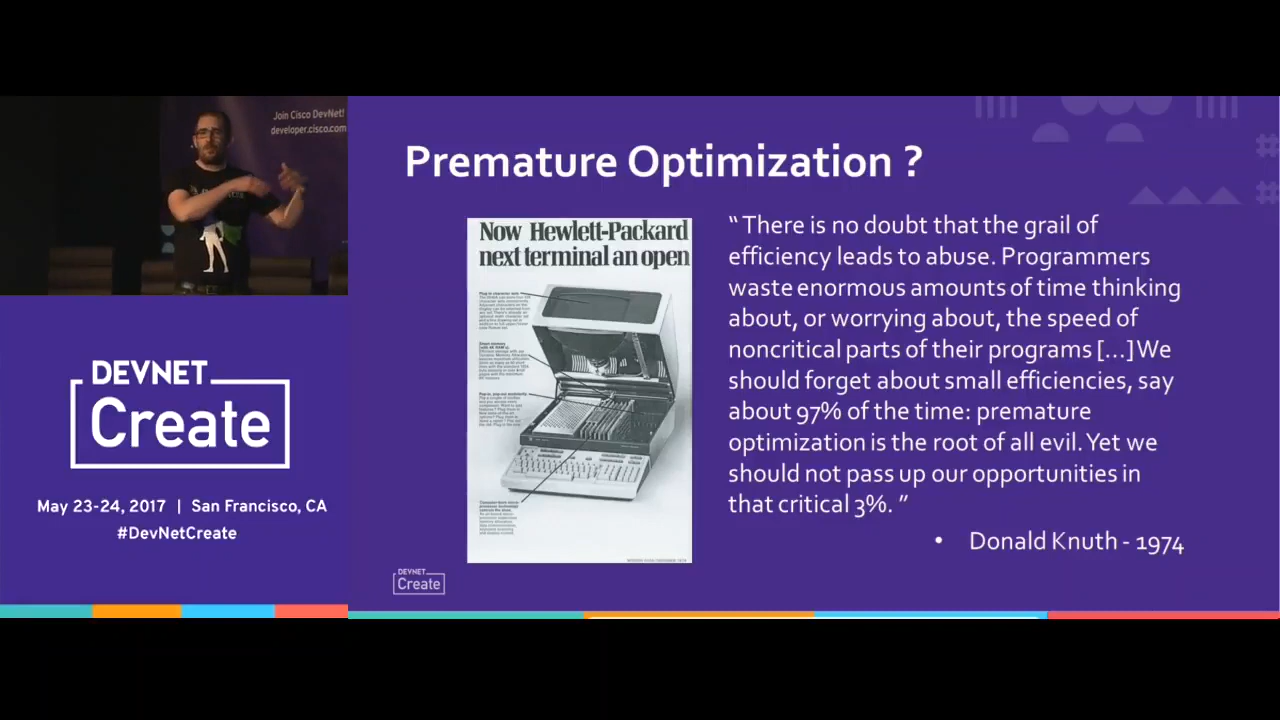 Join Cisco DevNet!
developer.cisco.com
DEVNET
Create
May 23-24, 2017 | San Francisco, CA
#DevNetCreate
Premature Optimization ?
Now Hewlett-Packard
next terminal an open
“ There is no doubt that the grail of
efficiency leads to abuse. Programmers
waste enormous amounts of time thinking
about, or worrying about, the speed of
noncritical parts of their programs [...] We
should forget about small efficiencies, say
about 97% of the time: premature
optimization is the root of all evil. Yet we
should not pass up our opportunities in
that critical 3%. ”
• Donald Knuth - 1974
DEVNET
Create